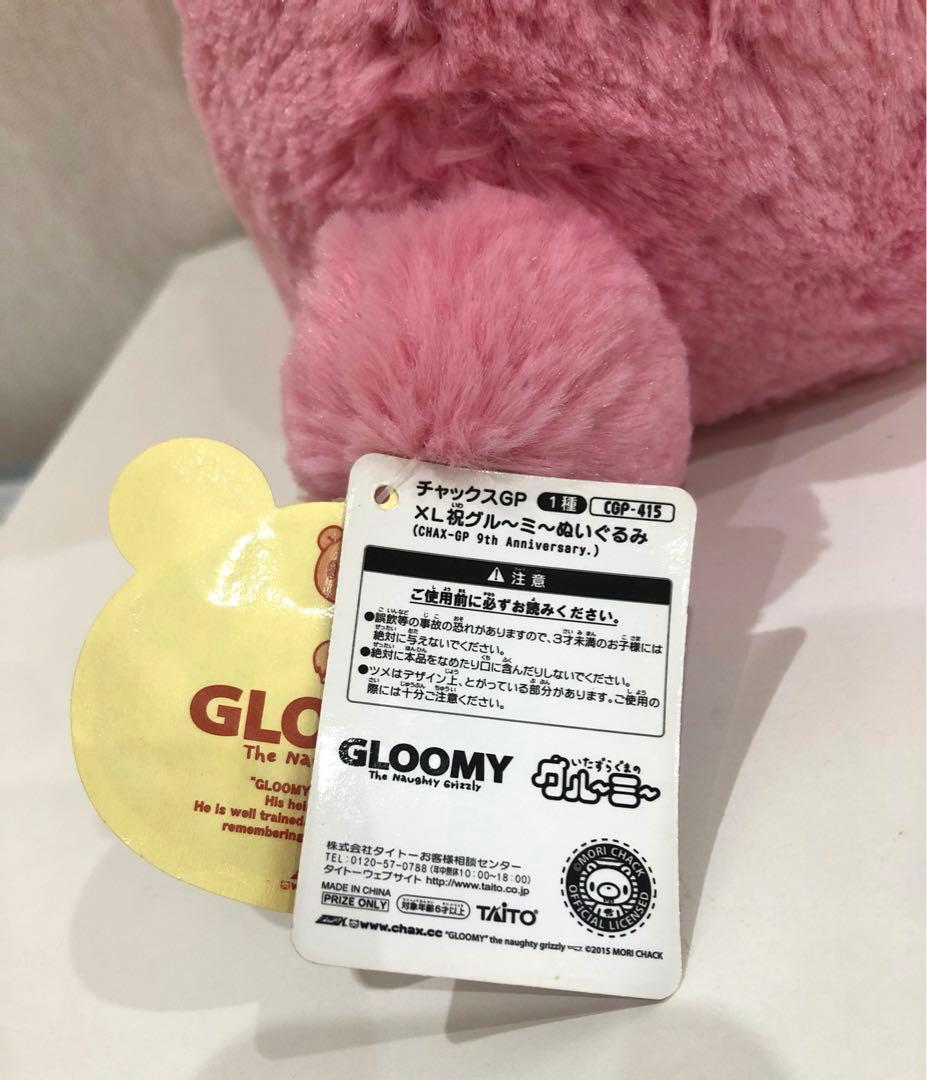 チャックスGP 1種 CGP-415
XL祝グル〜ミ〜ぬいぐるみ
(CHAX-GP 9th Anniversary.)
注意
ご使用前に必ずお読みください。
●誤飲等の事故の恐れがありますので、3才未満のお子様には
絶対に与えないでください。
●絶対に本品をなめたり口に含んだりしないでください。
●ツメはデザイン上、とがっている部分があります。ご使用の
際には十分ご注意ください。
GLOOMY
The Naughty Grizzly
いたずらぐまの
グル〜ミ〜
株式会社タイトーお客様相談センター
TEL:0120-57-0788(年中無休10:00~18:00)
タイトーウェブサイト http://www.taito.co.jp
MADE IN CHINA
PRIZE ONLY 対象年齢6才以上 TAITO
www.chax.cc "GLOOMY" the naughty grizzly ©2015 MORI CHACK
©MORI CHACK
OFFICIAL LICENSED
GLO
The Na
"GLOOMY
His hei
He is well trained
remembering